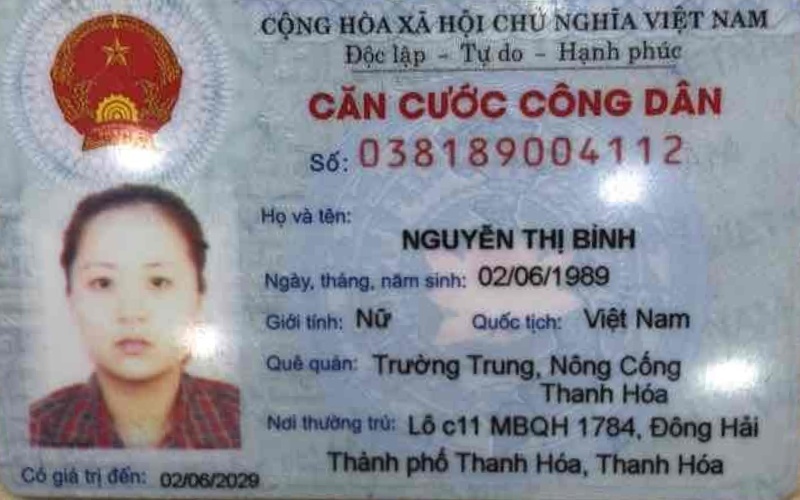 CỘNG HÒA XÃ HỘI CHỦ NGHĨA VIỆT NAM
Độc lập - Tự do - Hạnh phúc
CĂN CƯỚC CÔNG DÂN
Số: 038189004112
Họ và tên:
NGUYỄN THỊ BÌNH
Ngày, tháng, năm sinh: 02/06/1989
Giới tính: Nữ Quốc tịch: Việt Nam
Quê quán: Trường Trung, Nông Cống
Thanh Hóa
Nơi thường trú: Lô c11 MBQH 1784, Đông Hải
Thành phố Thanh Hóa, Thanh Hóa
Có giá trị đến: 02/06/2029